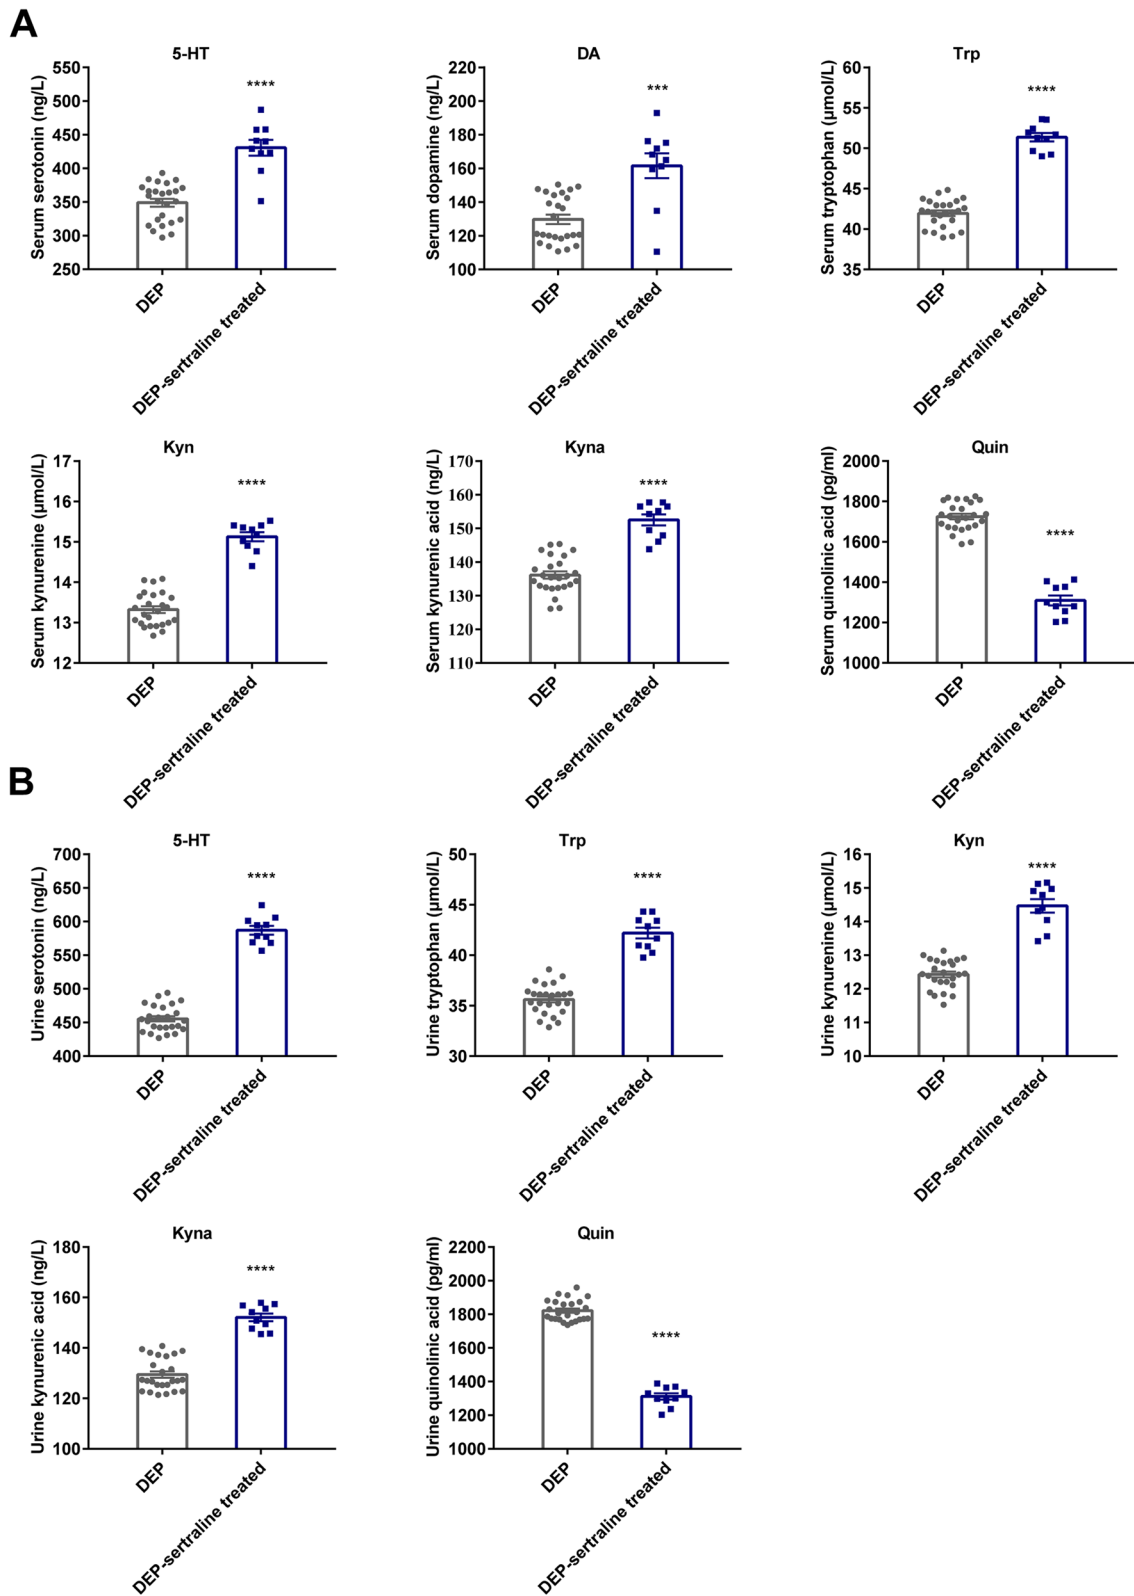 A
5-HT
Serum serotonin (ng/L)
550
500
450
400
350
300
250
****
DEP
DEP-sertraline treated
DA
Serum dopamine (ng/L)
220
200
180
160
140
120
100
***
DEP
DEP-sertraline treated
Trp
Serum tryptophan (μmol/L)
60
55
50
45
40
35
****
DEP
DEP-sertraline treated
Kyn
Serum kynurenine (μmol/L)
17
16
15
14
13
12
****
DEP
DEP-sertraline treated
Kyna
Serum kynurenic acid (ng/L)
170
160
150
140
130
120
110
****
DEP
DEP-sertraline treated
Quin
Serum quinolinic acid (pg/ml)
2000
1800
1600
1400
1200
1000
****
DEP
DEP-sertraline treated
B
5-HT
Urine serotonin (ng/L)
700
650
600
550
500
450
400
****
DEP
DEP-sertraline treated
Trp
Urine tryptophan (μmol/L)
50
45
40
35
30
****
DEP
DEP-sertraline treated
Kyn
Urine kynurenine (μmol/L)
16
15
14
13
12
11
10
****
DEP
DEP-sertraline treated
Kyna
Urine kynurenic acid (ng/L)
180
160
140
120
100
****
DEP
DEP-sertraline treated
Quin
Urine quinolinic acid (pg/ml)
2200
2000
1800
1600
1400
1200
1000
****
DEP
DEP-sertraline treated